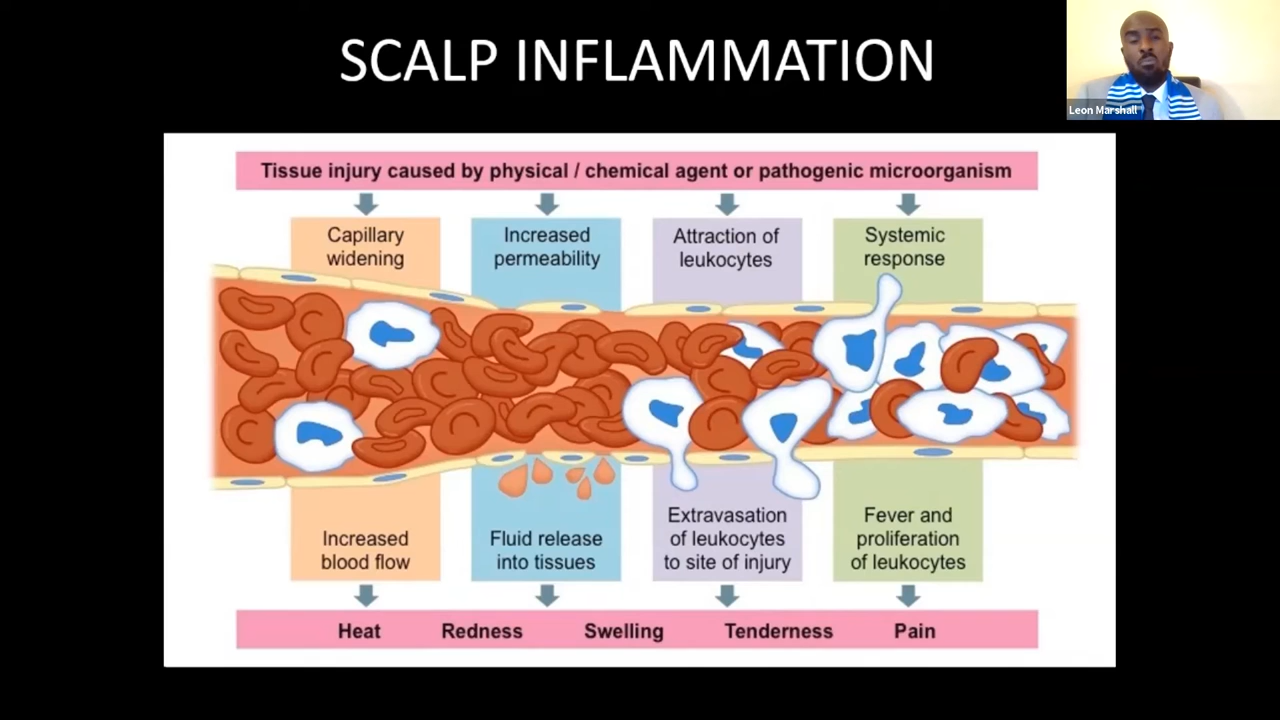 SCALP INFLAMMATION
Leon Marshall
Tissue injury caused by physical / chemical agent or pathogenic microorganism
Capillary
widening
Increased
permeability
Attraction of
leukocytes
Systemic
response
Increased
blood flow
Fluid release
into tissues
Extravasation
of leukocytes
to site of injury
Fever and
proliferation
of leukocytes
Heat Redness Swelling Tenderness Pain